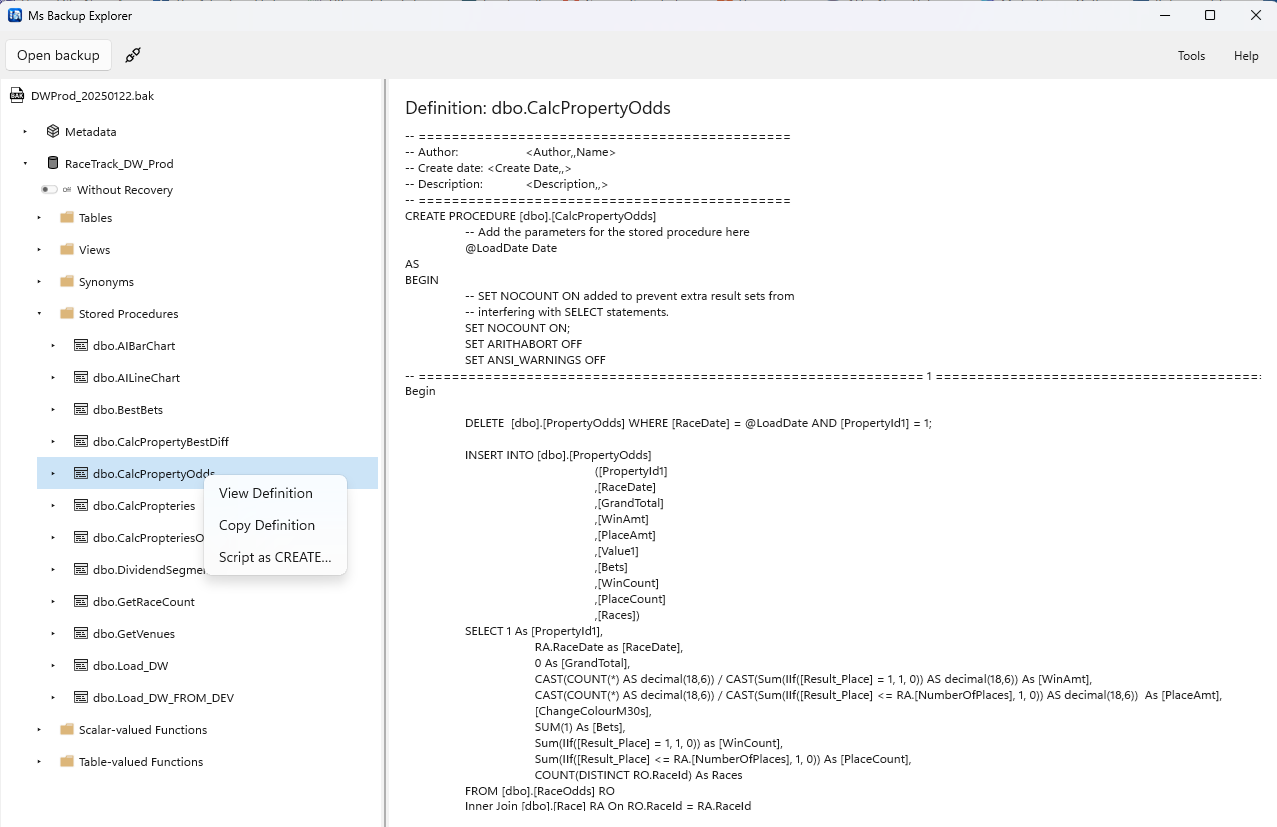 Ms Backup Explorer
Open backup
Tools Help
DWProd_20250122.bak
Metadata
RaceTrack_DW_Prod
Off Without Recovery
Tables
Views
Synonyms
Stored Procedures
dbo.AIBarChart
dbo.AILineChart
dbo.BestBets
dbo.CalcPropertyBestDiff
dbo.CalcPropertyOdds
dbo.CalcPropteries
dbo.CalcPropteriesO
dbo.DividendSegmen
dbo.GetRaceCount
dbo.GetVenues
dbo.Load_DW
dbo.Load_DW_FROM_DEV
Scalar-valued Functions
Table-valued Functions
View Definition
Copy Definition
Script as CREATE...
Definition: dbo.CalcPropertyOdds
-- =============================================
-- Author: <Author,,Name>
-- Create date: <Create Date,,>
-- Description: <Description,,>
-- =============================================
CREATE PROCEDURE [dbo].[CalcPropertyOdds]
-- Add the parameters for the stored procedure here
@LoadDate Date
AS
BEGIN
-- SET NOCOUNT ON added to prevent extra result sets from
-- interfering with SELECT statements.
SET NOCOUNT ON;
SET ARITHABORT OFF
SET ANSI_WARNINGS OFF
-- ============================================================= 1 =======================================
Begin
DELETE [dbo].[PropertyOdds] WHERE [RaceDate] = @LoadDate AND [PropertyId1] = 1;
INSERT INTO [dbo].[PropertyOdds]
([PropertyId1]
,[RaceDate]
,[GrandTotal]
,[WinAmt]
,[PlaceAmt]
,[Value1]
,[Bets]
,[WinCount]
,[PlaceCount]
,[Races])
SELECT 1 As [PropertyId1],
RA.RaceDate as [RaceDate],
0 As [GrandTotal],
CAST(COUNT(*) AS decimal(18,6)) / CAST(Sum(IIf([Result_Place] = 1, 1, 0)) AS decimal(18,6)) As [WinAmt],
CAST(COUNT(*) AS decimal(18,6)) / CAST(Sum(IIf([Result_Place] <= RA.[NumberOfPlaces], 1, 0)) AS decimal(18,6)) As [PlaceAmt],
[ChangeColourM30s],
SUM(1) As [Bets],
Sum(IIf([Result_Place] = 1, 1, 0)) as [WinCount],
Sum(IIf([Result_Place] <= RA.[NumberOfPlaces], 1, 0)) As [PlaceCount],
COUNT(DISTINCT RO.RaceId) As Races
FROM [dbo].[RaceOdds] RO
Inner Join [dbo].[Race] RA On RO.RaceId = RA.RaceId